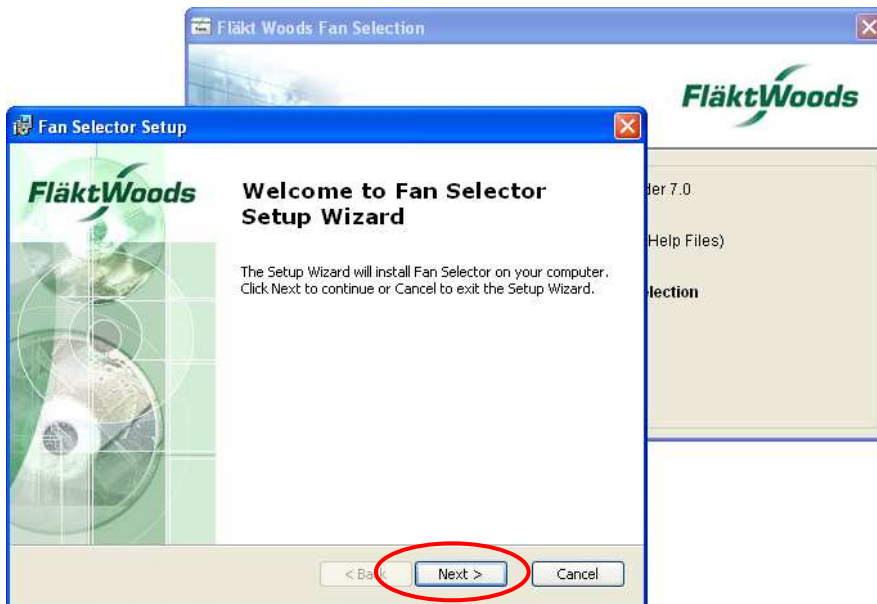 Fläkt Woods Fan Selection
FläktWoods
Fan Selector Setup
FläktWoods
Welcome to Fan Selector
Setup Wizard
The Setup Wizard will install Fan Selector on your computer.
Click Next to continue or Cancel to exit the Setup Wizard.
7.0
Help Files)
< Back
Next >
Cancel